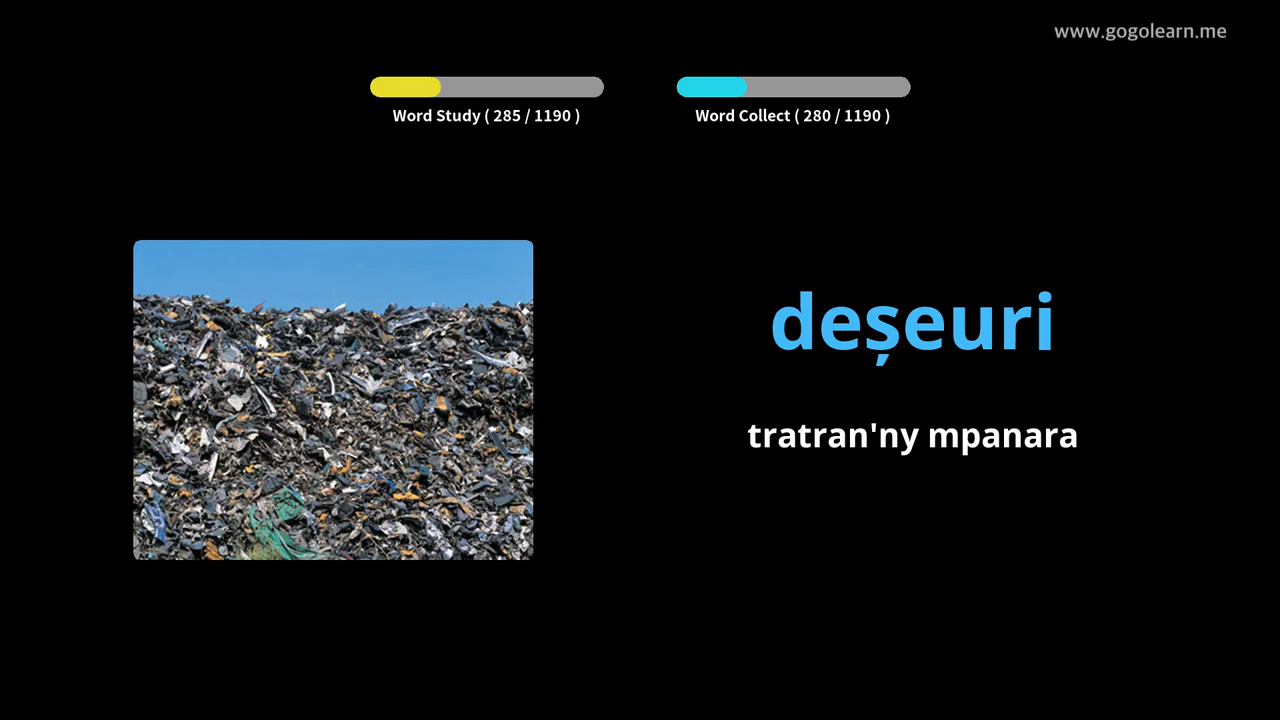 www.gogolearn.me
Word Study ( 285 / 1190 )
Word Collect ( 280 / 1190 )
deșeuri
tratran'ny mpanara